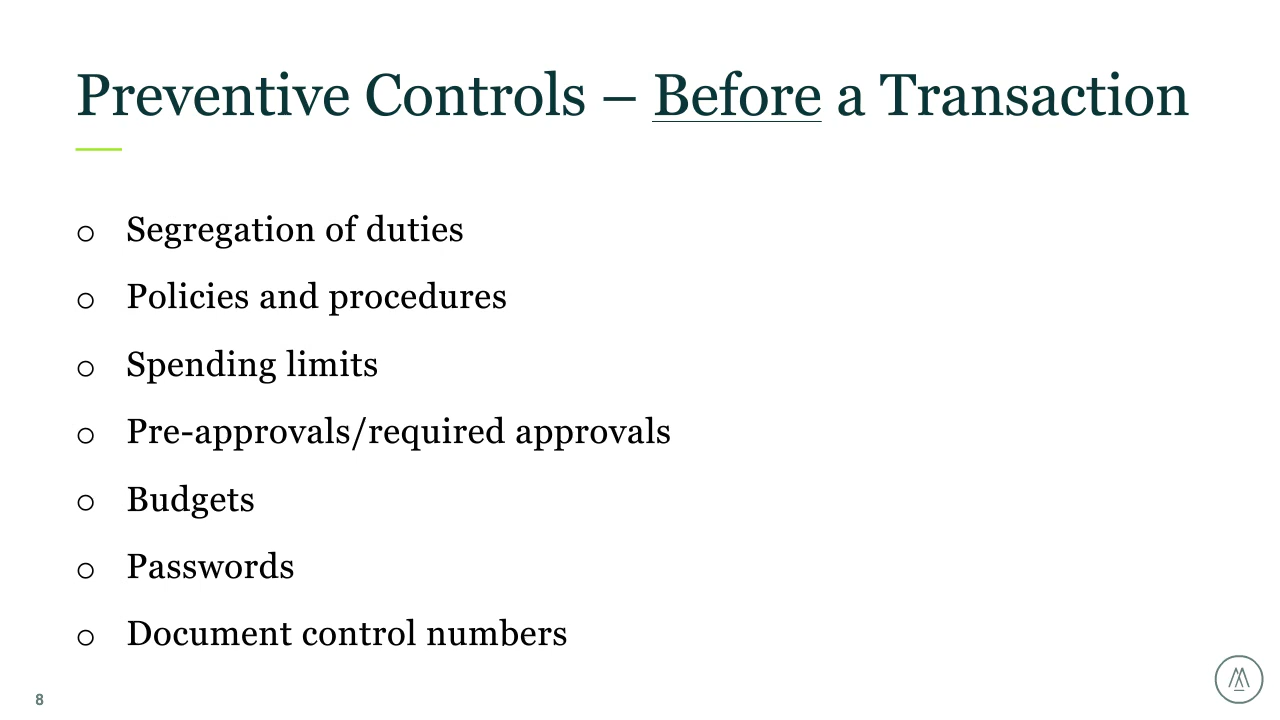 Preventive Controls – Before a Transaction
o Segregation of duties
o Policies and procedures
o Spending limits
o Pre-approvals/required approvals
o Budgets
o Passwords
o Document control numbers
8